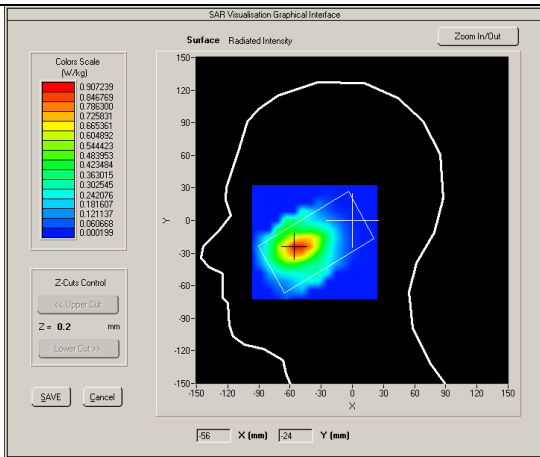 SAR Visualisation Graphical Interface
Surface Radiated Intensity
Zoom In/Out
Colors Scale
(W/kg)
0.907239
0.846769
0.786300
0.725831
0.665361
0.604892
0.544423
0.483953
0.423484
0.363015
0.302545
0.242076
0.181607
0.121137
0.060668
0.000199
Z-Cuts Control
<< Upper Cut
Z = 0.2 mm
Lower Cut >>
SAVE Cancel
150
120
90
60
30
0
-30
-60
-90
-120
-150
Y
-150 -120 -90 -60 -30 0 30 60 90 120 150
X
-56 X (mm) -24 Y (mm)